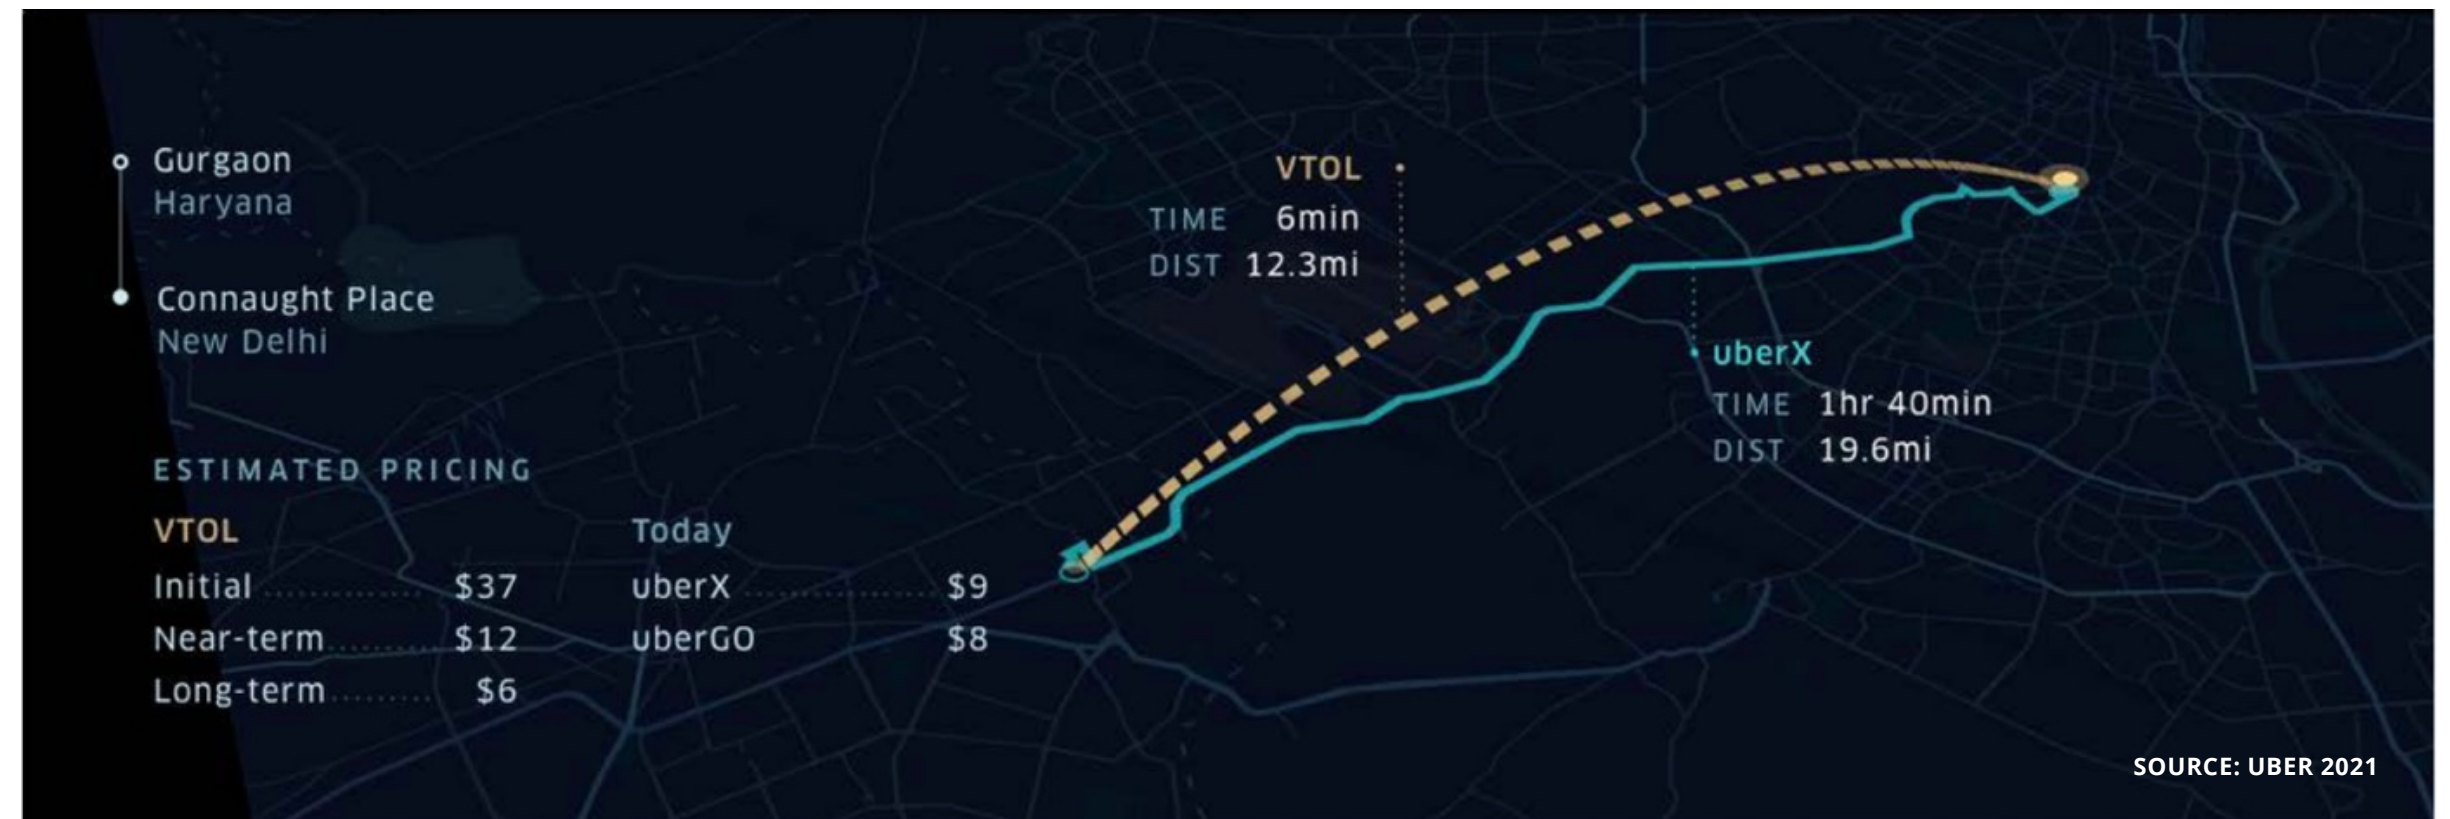 Gurgaon
Haryana
Connaught Place
New Delhi
VTOL
TIME 6min
DIST 12.3mi
uberX
TIME 1hr 40min
DIST 19.6mi
ESTIMATED PRICING
VTOL Today
Initial $37 uberX $9
Near-term $12 uberGO $8
Long-term $6
SOURCE: UBER 2021